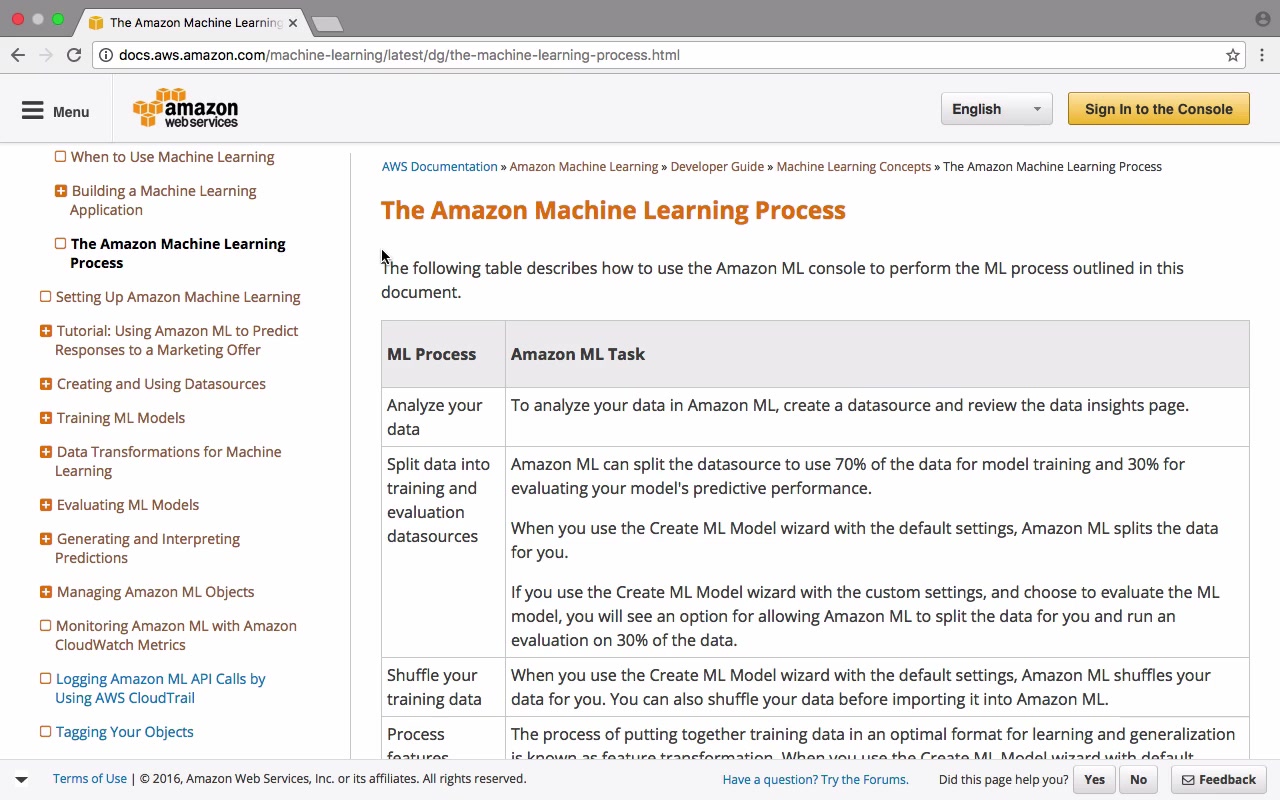 The Amazon Machine Learning
docs.aws.amazon.com/machine-learning/latest/dg/the-machine-learning-process.html
Menu
amazon
web services
English
Sign In to the Console
When to Use Machine Learning
Building a Machine Learning
Application
The Amazon Machine Learning
Process
Setting Up Amazon Machine Learning
Tutorial: Using Amazon ML to Predict
Responses to a Marketing Offer
Creating and Using Datasources
Training ML Models
Data Transformations for Machine
Learning
Evaluating ML Models
Generating and Interpreting
Predictions
Managing Amazon ML Objects
Monitoring Amazon ML with Amazon
CloudWatch Metrics
Logging Amazon ML API Calls by
Using AWS CloudTrail
Tagging Your Objects
AWS Documentation » Amazon Machine Learning » Developer Guide » Machine Learning Concepts » The Amazon Machine Learning Process
The Amazon Machine Learning Process
The following table describes how to use the Amazon ML console to perform the ML process outlined in this
document.
ML Process
Amazon ML Task
Analyze your
data
To analyze your data in Amazon ML, create a datasource and review the data insights page.
Split data into
training and
evaluation
datasources
Amazon ML can split the datasource to use 70% of the data for model training and 30% for
evaluating your model's predictive performance.
When you use the Create ML Model wizard with the default settings, Amazon ML splits the data
for you.
If you use the Create ML Model wizard with the custom settings, and choose to evaluate the ML
model, you will see an option for allowing Amazon ML to split the data for you and run an
evaluation on 30% of the data.
Shuffle your
training data
When you use the Create ML Model wizard with the default settings, Amazon ML shuffles your
data for you. You can also shuffle your data before importing it into Amazon ML.
Process
features
The process of putting together training data in an optimal format for learning and generalization
is known as feature transformation. When you use the Create ML Model wizard with default
Terms of Use | © 2016, Amazon Web Services, Inc. or its affiliates. All rights reserved.
Have a question? Try the Forums.
Did this page help you?
Yes
No
Feedback